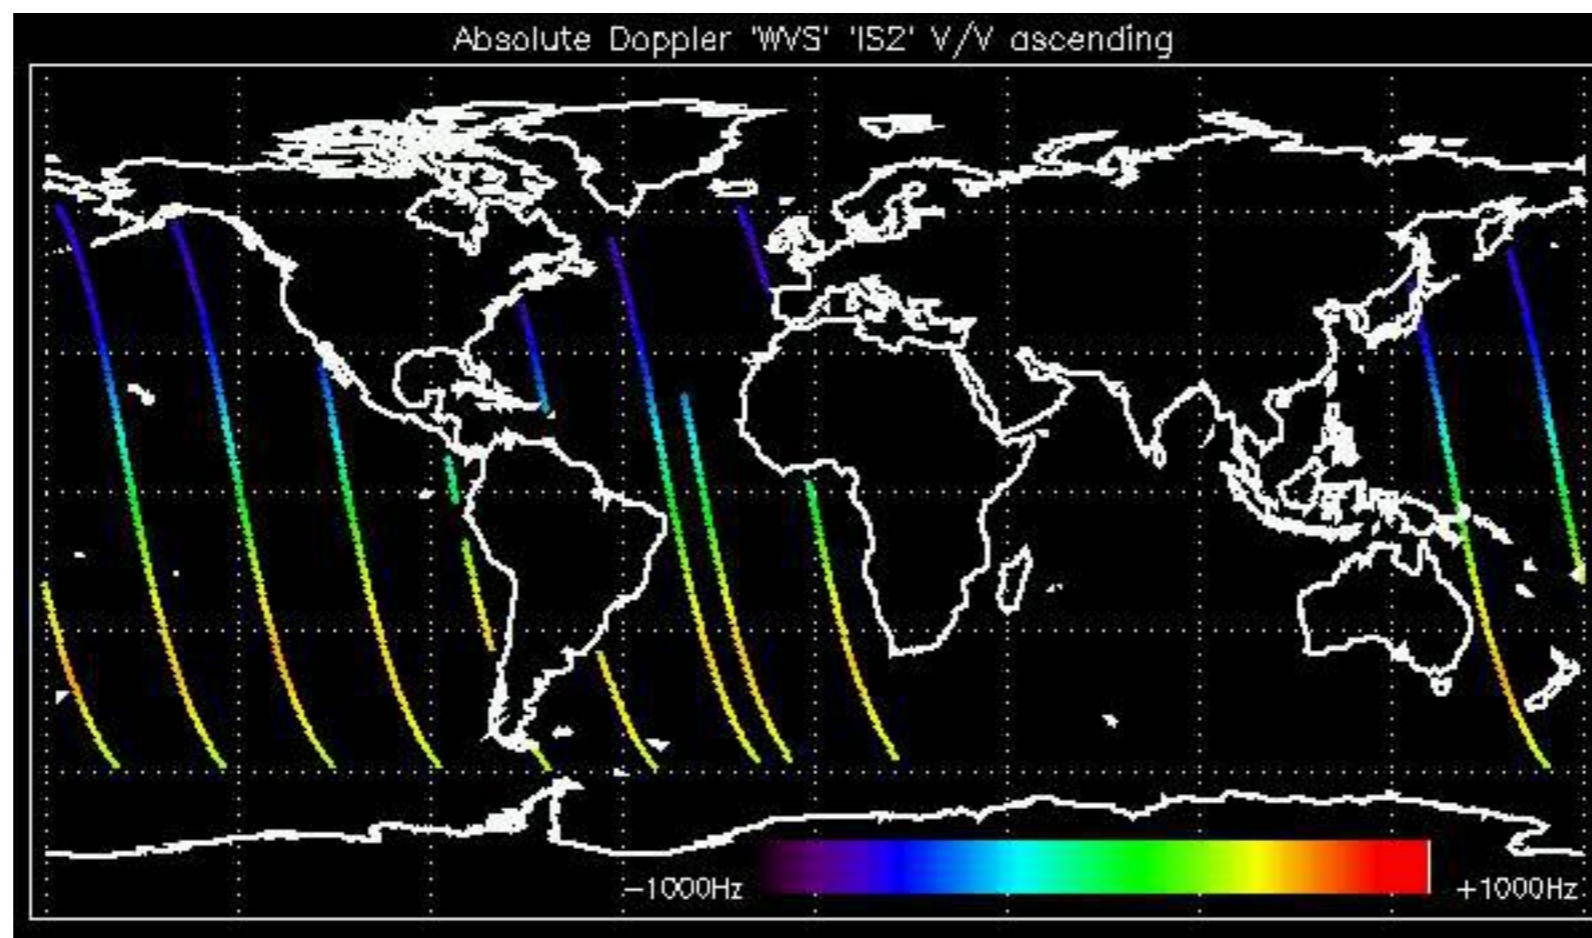 Absolute Doppler 'WVS' 'IS2' V/V ascending
-1000Hz
+1000Hz